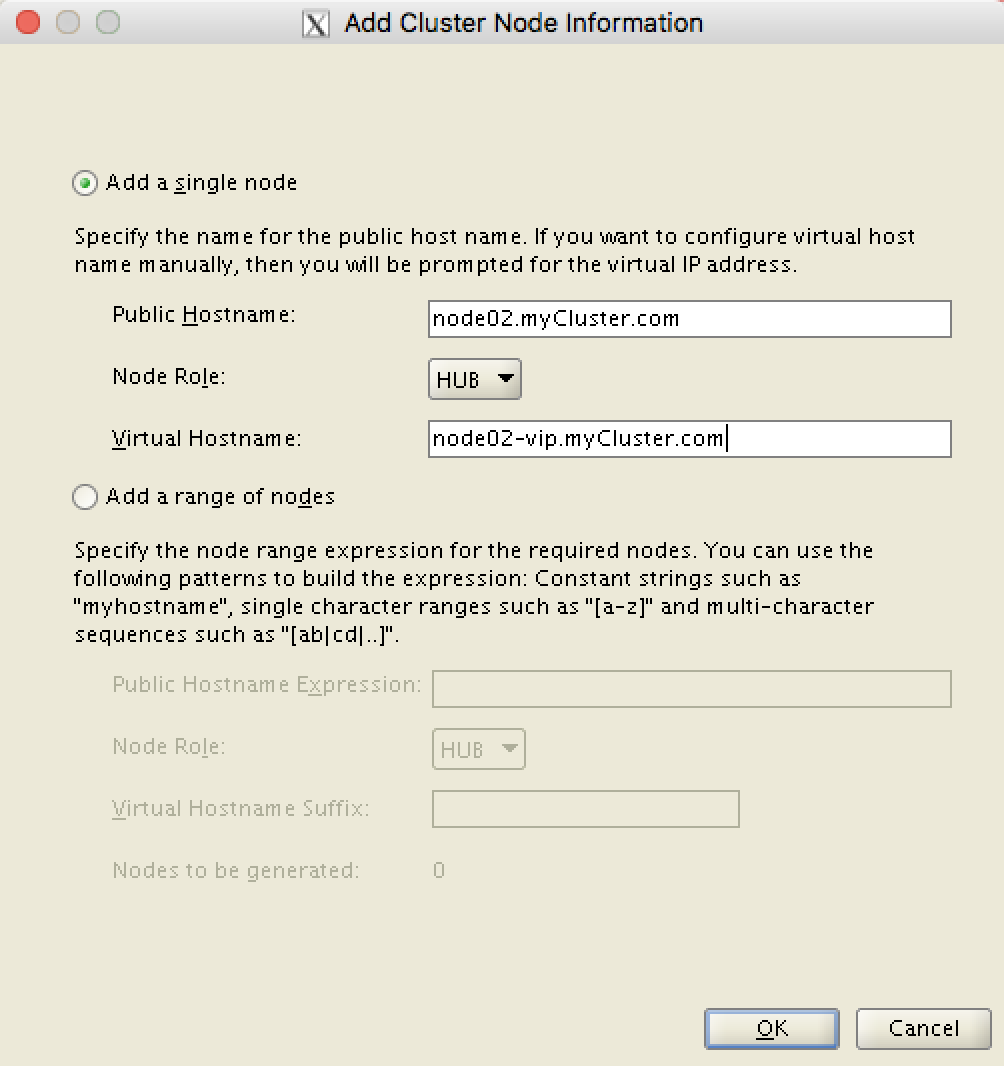 Add Cluster Node Information
Add a single node
Specify the name for the public host name. If you want to configure virtual host
name manually, then you will be prompted for the virtual IP address.
Public Hostname: node02.myCluster.com
Node Role: HUB
Virtual Hostname: node02-vip.myCluster.com
Add a range of nodes
Specify the node range expression for the required nodes. You can use the
following patterns to build the expression: Constant strings such as
"myhostname", single character ranges such as "[a-z]" and multi-character
sequences such as "[ab|cd|..]".
Public Hostname Expression:
Node Role: HUB
Virtual Hostname Suffix:
Nodes to be generated: 0
OK Cancel